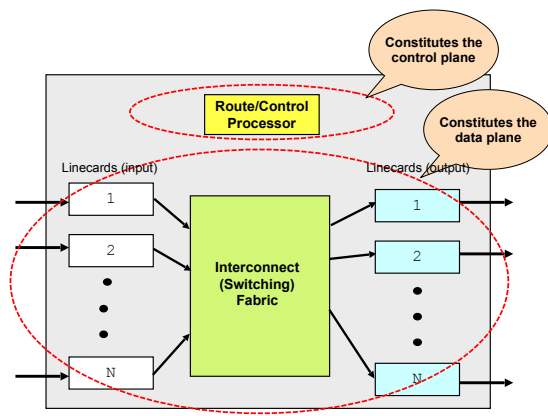 Constitutes the
control plane
Route/Control
Processor
Constitutes the
data plane
Linecards (input)
Linecards (output)
1
1
2
2
Interconnect
(Switching)
Fabric
N
N